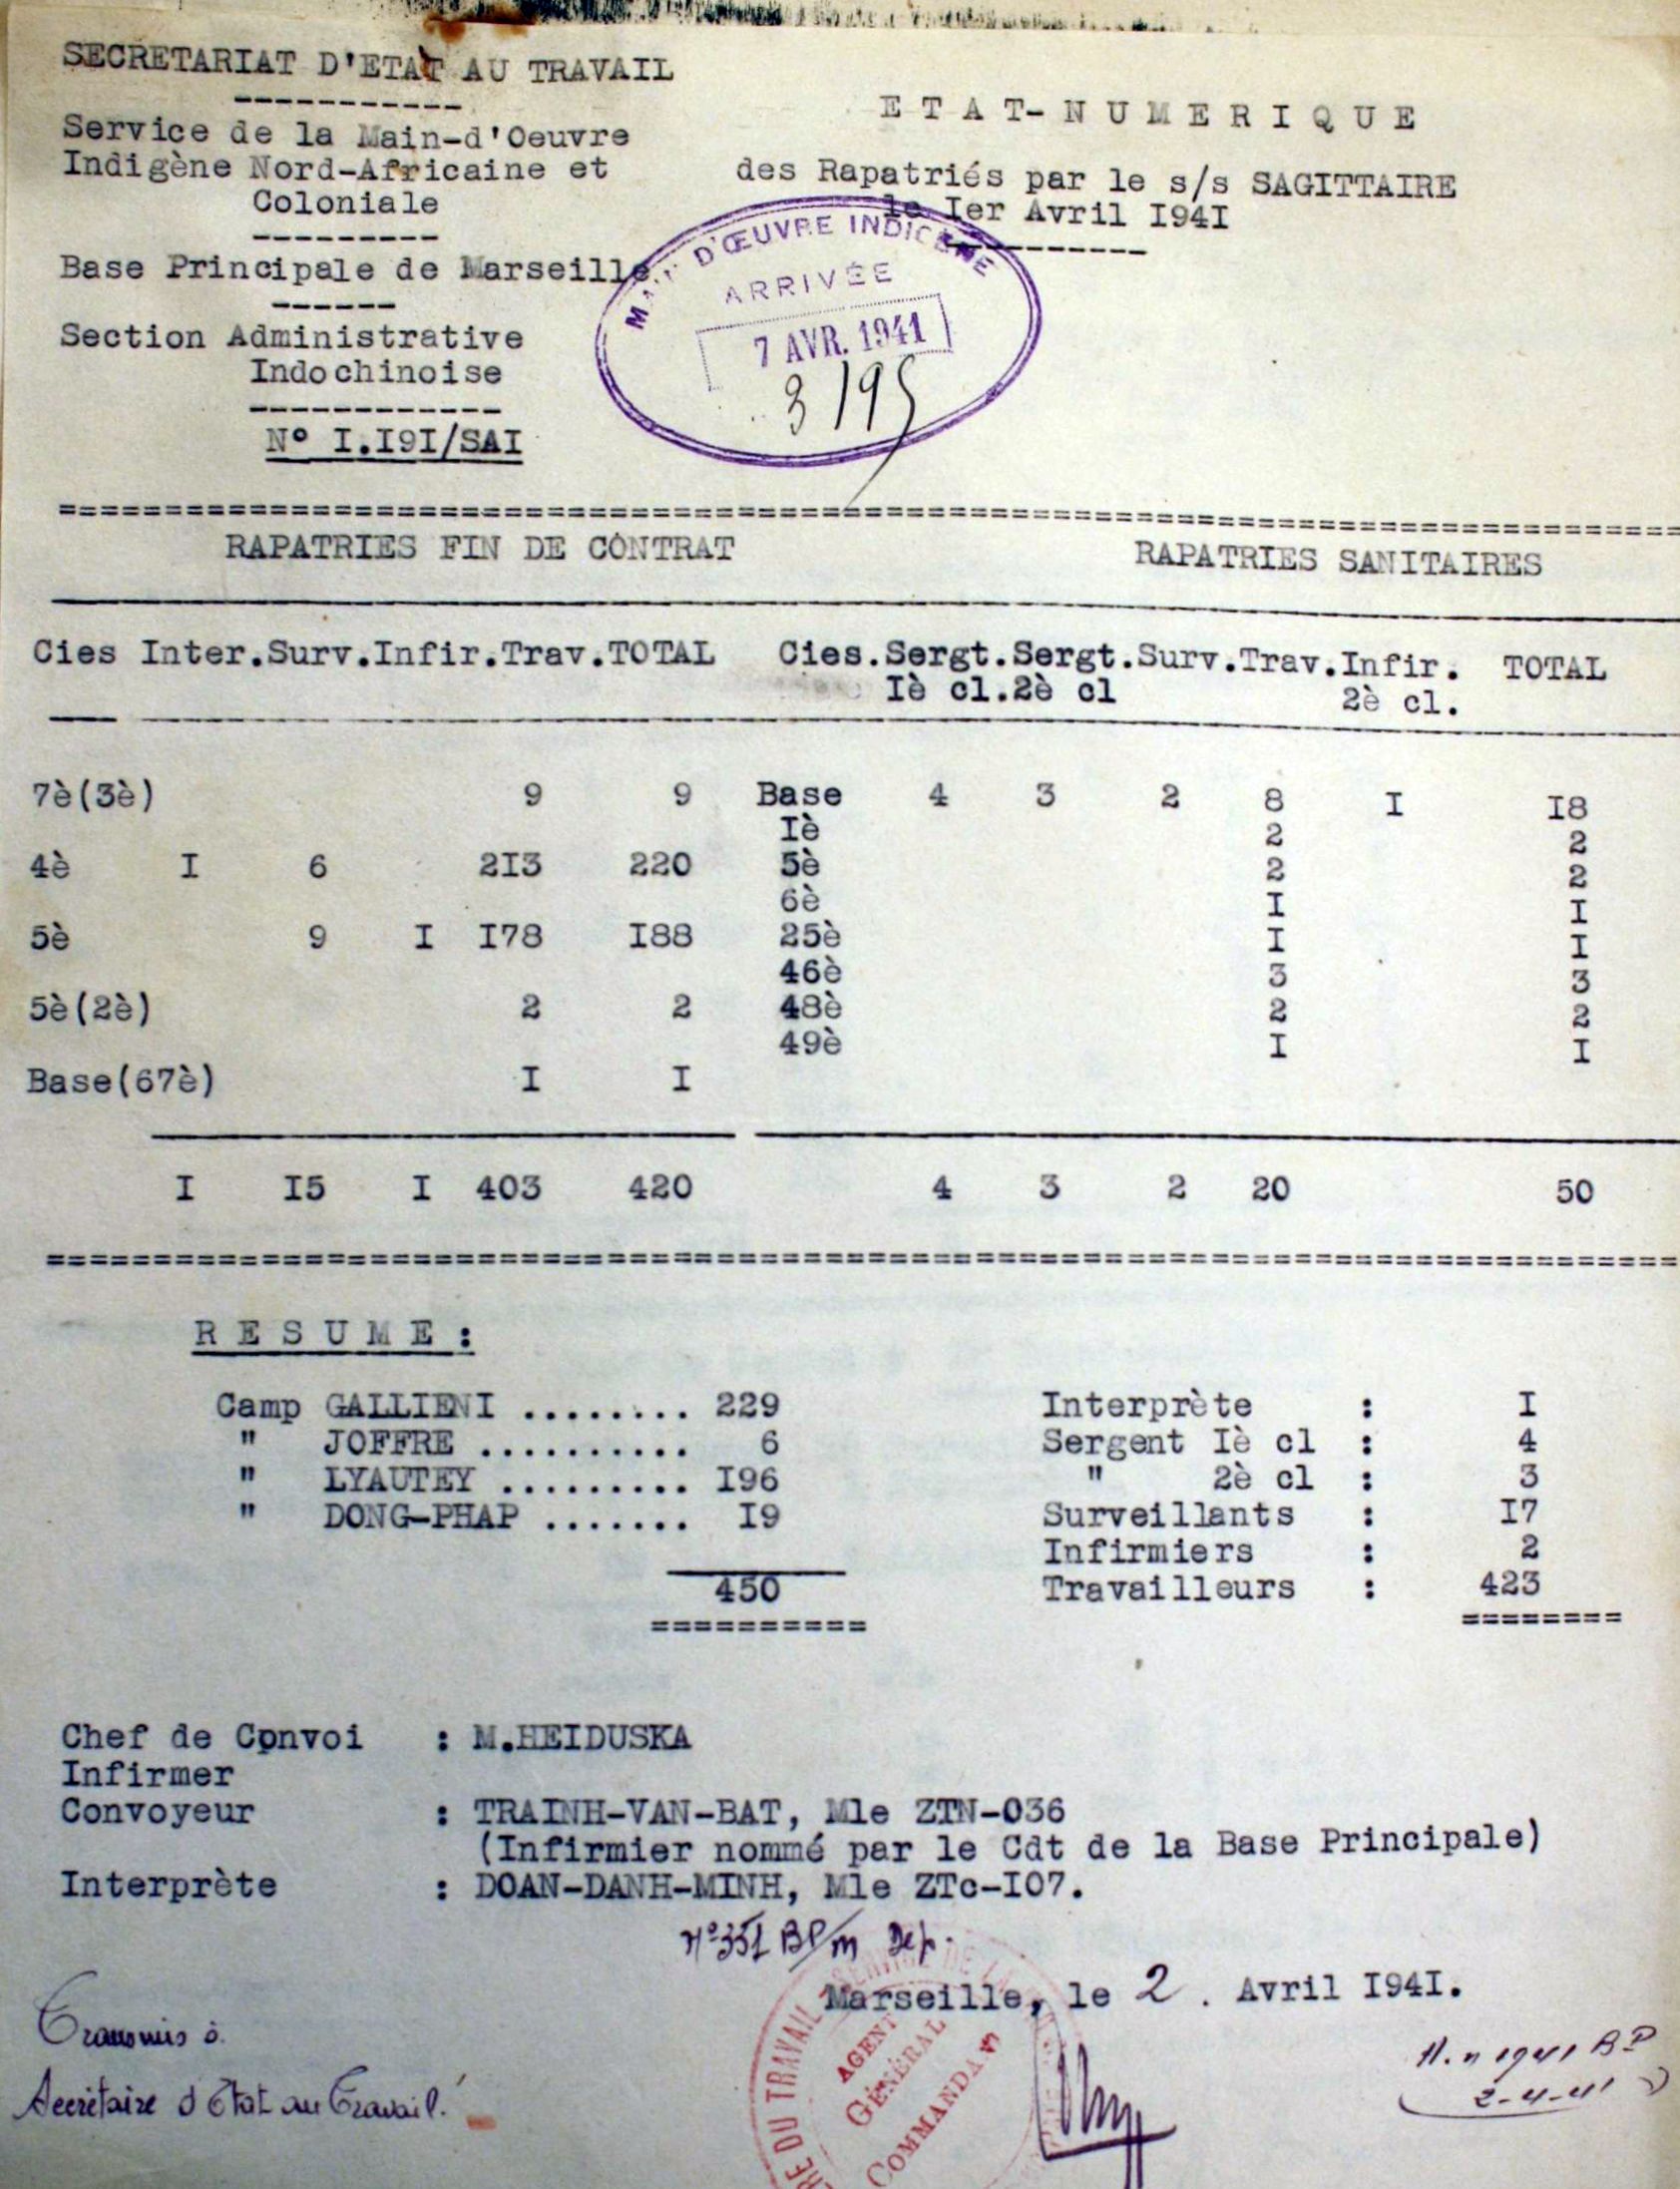 SECRETARIAT D'ETAT AU TRAVAIL
-----------
Service de la Main-d'Oeuvre
Indigène Nord-Africaine et
Coloniale
---------
Base Principale de Marseille
------
Section Administrative
Indochinoise
------------
N° I.I9I/SAI
E T A T- N U M E R I Q U E
des Rapatriés par le s/s SAGITTAIRE
le Ier Avril I94I
MAIN D'ŒUVRE INDIGENE
ARRIVÉE
7 AVR. 1941
3195
RAPATRIES FIN DE CONTRAT
Cies Inter.Surv.Infir.Trav.TOTAL
7è(3è) 9 9
4è I 6 2I3 220
5è 9 I I78 I88
5è(2è) 2 2
Base(67è) I I
I I5 I 403 420
RAPATRIES SANITAIRES
Cies.Sergt.Sergt.Surv.Trav.Infir. TOTAL
Iè cl.2è cl 2è cl.
Base 4 3 2 8 I I8
Iè 2 2
5è 2 2
6è I I
25è I I
46è 3 3
48è 2 2
49è I I
4 3 2 20 50
R E S U M E :
Camp GALLIENI ........ 229
" JOFFRE .......... 6
" LYAUTEY ......... I96
" DONG-PHAP ....... I9
450
==========
Interprète : I
Sergent Iè cl : 4
" 2è cl : 3
Surveillants : I7
Infirmiers : 2
Travailleurs : 423
========
Chef de Convoi : M.HEIDUSKA
Infirmer
Convoyeur : TRAINH-VAN-BAT, Mle ZTN-036
(Infirmier nommé par le Cdt de la Base Principale)
Interprète : DOAN-DANH-MINH, Mle ZTc-I07.
N°351 BP/m Dep.
Marseille, le 2. Avril I94I.
DU TRAVAIL
AGENT
GÉNÉRAL
COMMANDANT
Transmis à
Secrétaire d'Etat au Travail.
1941 BP
2-4-41